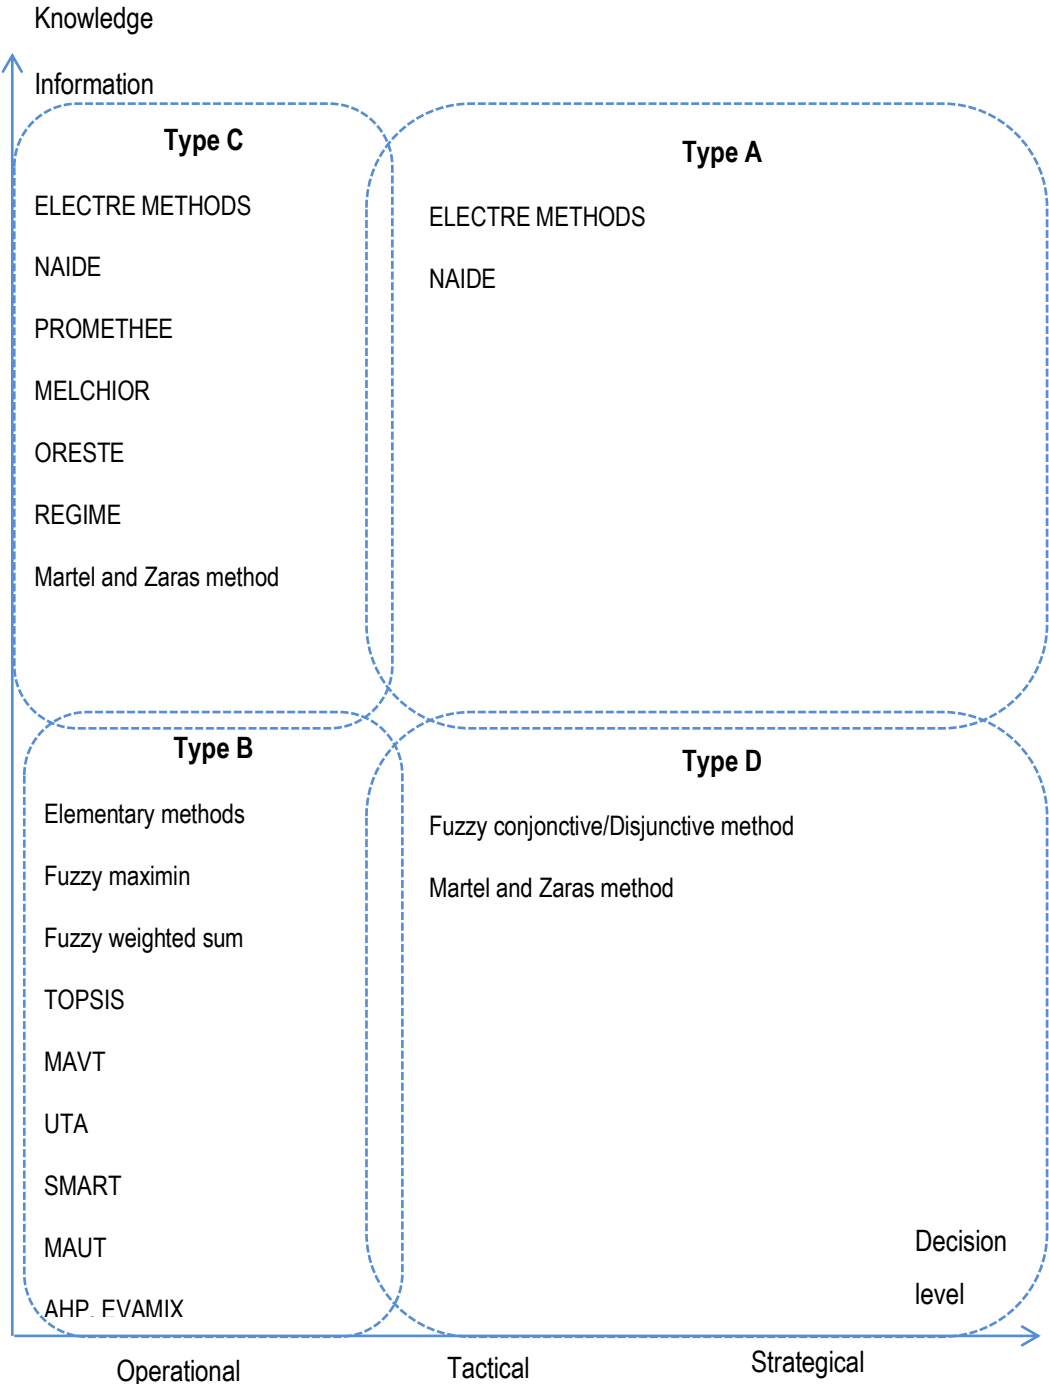 Knowledge
Information
Type C
ELECTRE METHODS
NAIDE
PROMETHEE
MELCHIOR
ORESTE
REGIME
Martel and Zaras method
Type A
ELECTRE METHODS
NAIDE
Type B
Elementary methods
Fuzzy maximin
Fuzzy weighted sum
TOPSIS
MAVT
UTA
SMART
MAUT
AHP, EVAMIX
Type D
Fuzzy conjonctive/Disjunctive method
Martel and Zaras method
Decision
level
Operational
Tactical
Strategical